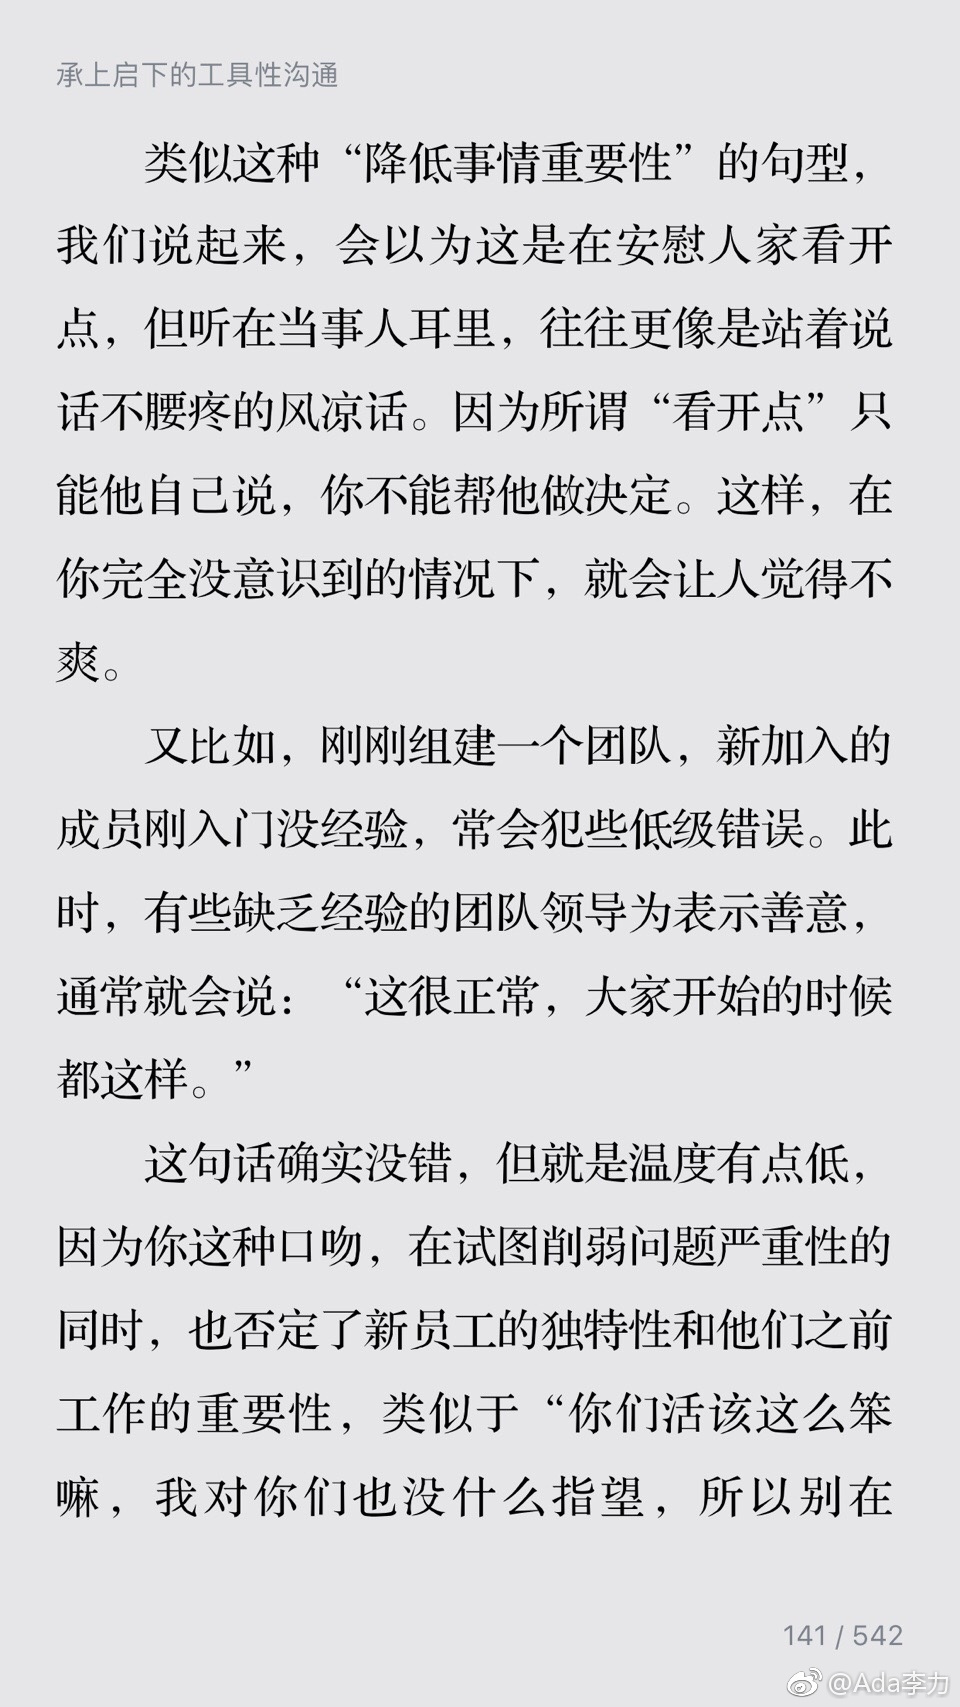 承上启下的工具性沟通
类似这种“降低事情重要性”的句型，
我们说起来，会以为这是在安慰人家看开
点，但听在当事人耳里，往往更像是站着说
话不腰疼的风凉话。因为所谓“看开点”只
能他自己说，你不能帮他做决定。这样，在
你完全没意识到的情况下，就会让人觉得不
爽。
又比如，刚刚组建一个团队，新加入的
成员刚入门没经验，常会犯些低级错误。此
时，有些缺乏经验的团队领导为表示善意，
通常就会说：“这很正常，大家开始的时候
都这样。”
这句话确实没错，但就是温度有点低，
因为你这种口吻，在试图削弱问题严重性的
同时，也否定了新员工的独特性和他们之前
工作的重要性，类似于“你们活该这么笨
嘛，我对你们也没什么指望，所以别在
141 / 542
@Ada李力